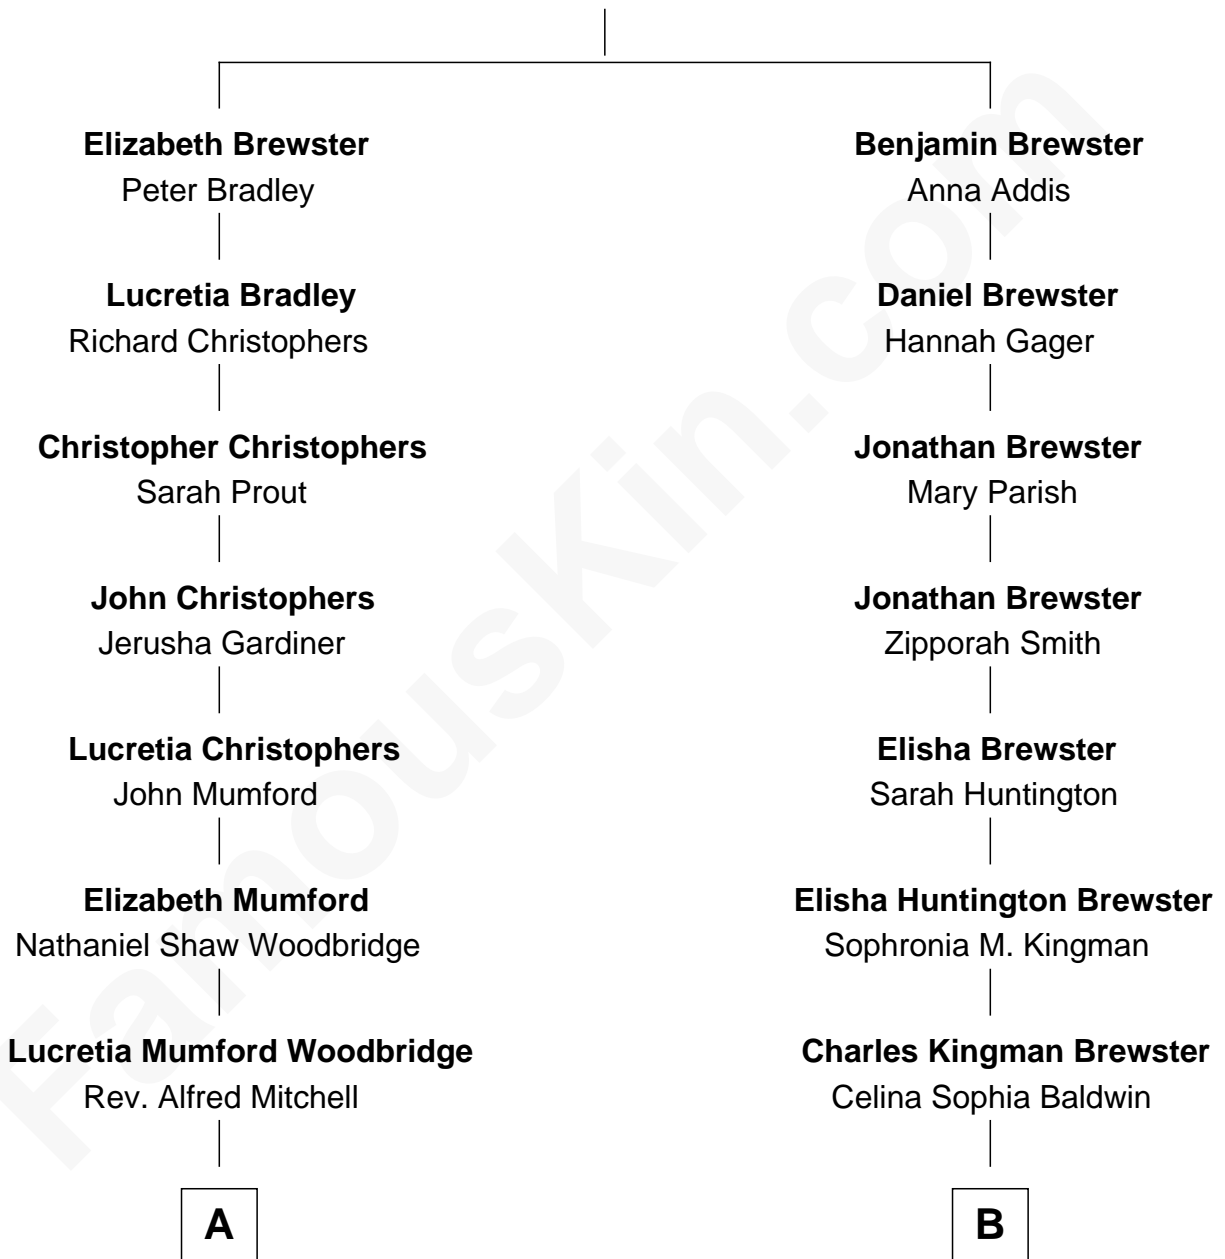 Elizabeth Brewster
Peter Bradley
Lucretia Bradley
Richard Christophers
Christopher Christophers
Sarah Prout
John Christophers
Jerusha Gardiner
Lucretia Christophers
John Mumford
Elizabeth Mumford
Nathaniel Shaw Woodbridge
Lucretia Mumford Woodbridge
Rev. Alfred Mitchell
A
Benjamin Brewster
Anna Addis
Daniel Brewster
Hannah Gager
Jonathan Brewster
Mary Parish
Jonathan Brewster
Zipporah Smith
Elisha Brewster
Sarah Huntington
Elisha Huntington Brewster
Sophronia M. Kingman
Charles Kingman Brewster
Celina Sophia Baldwin
B
FamousKin.com